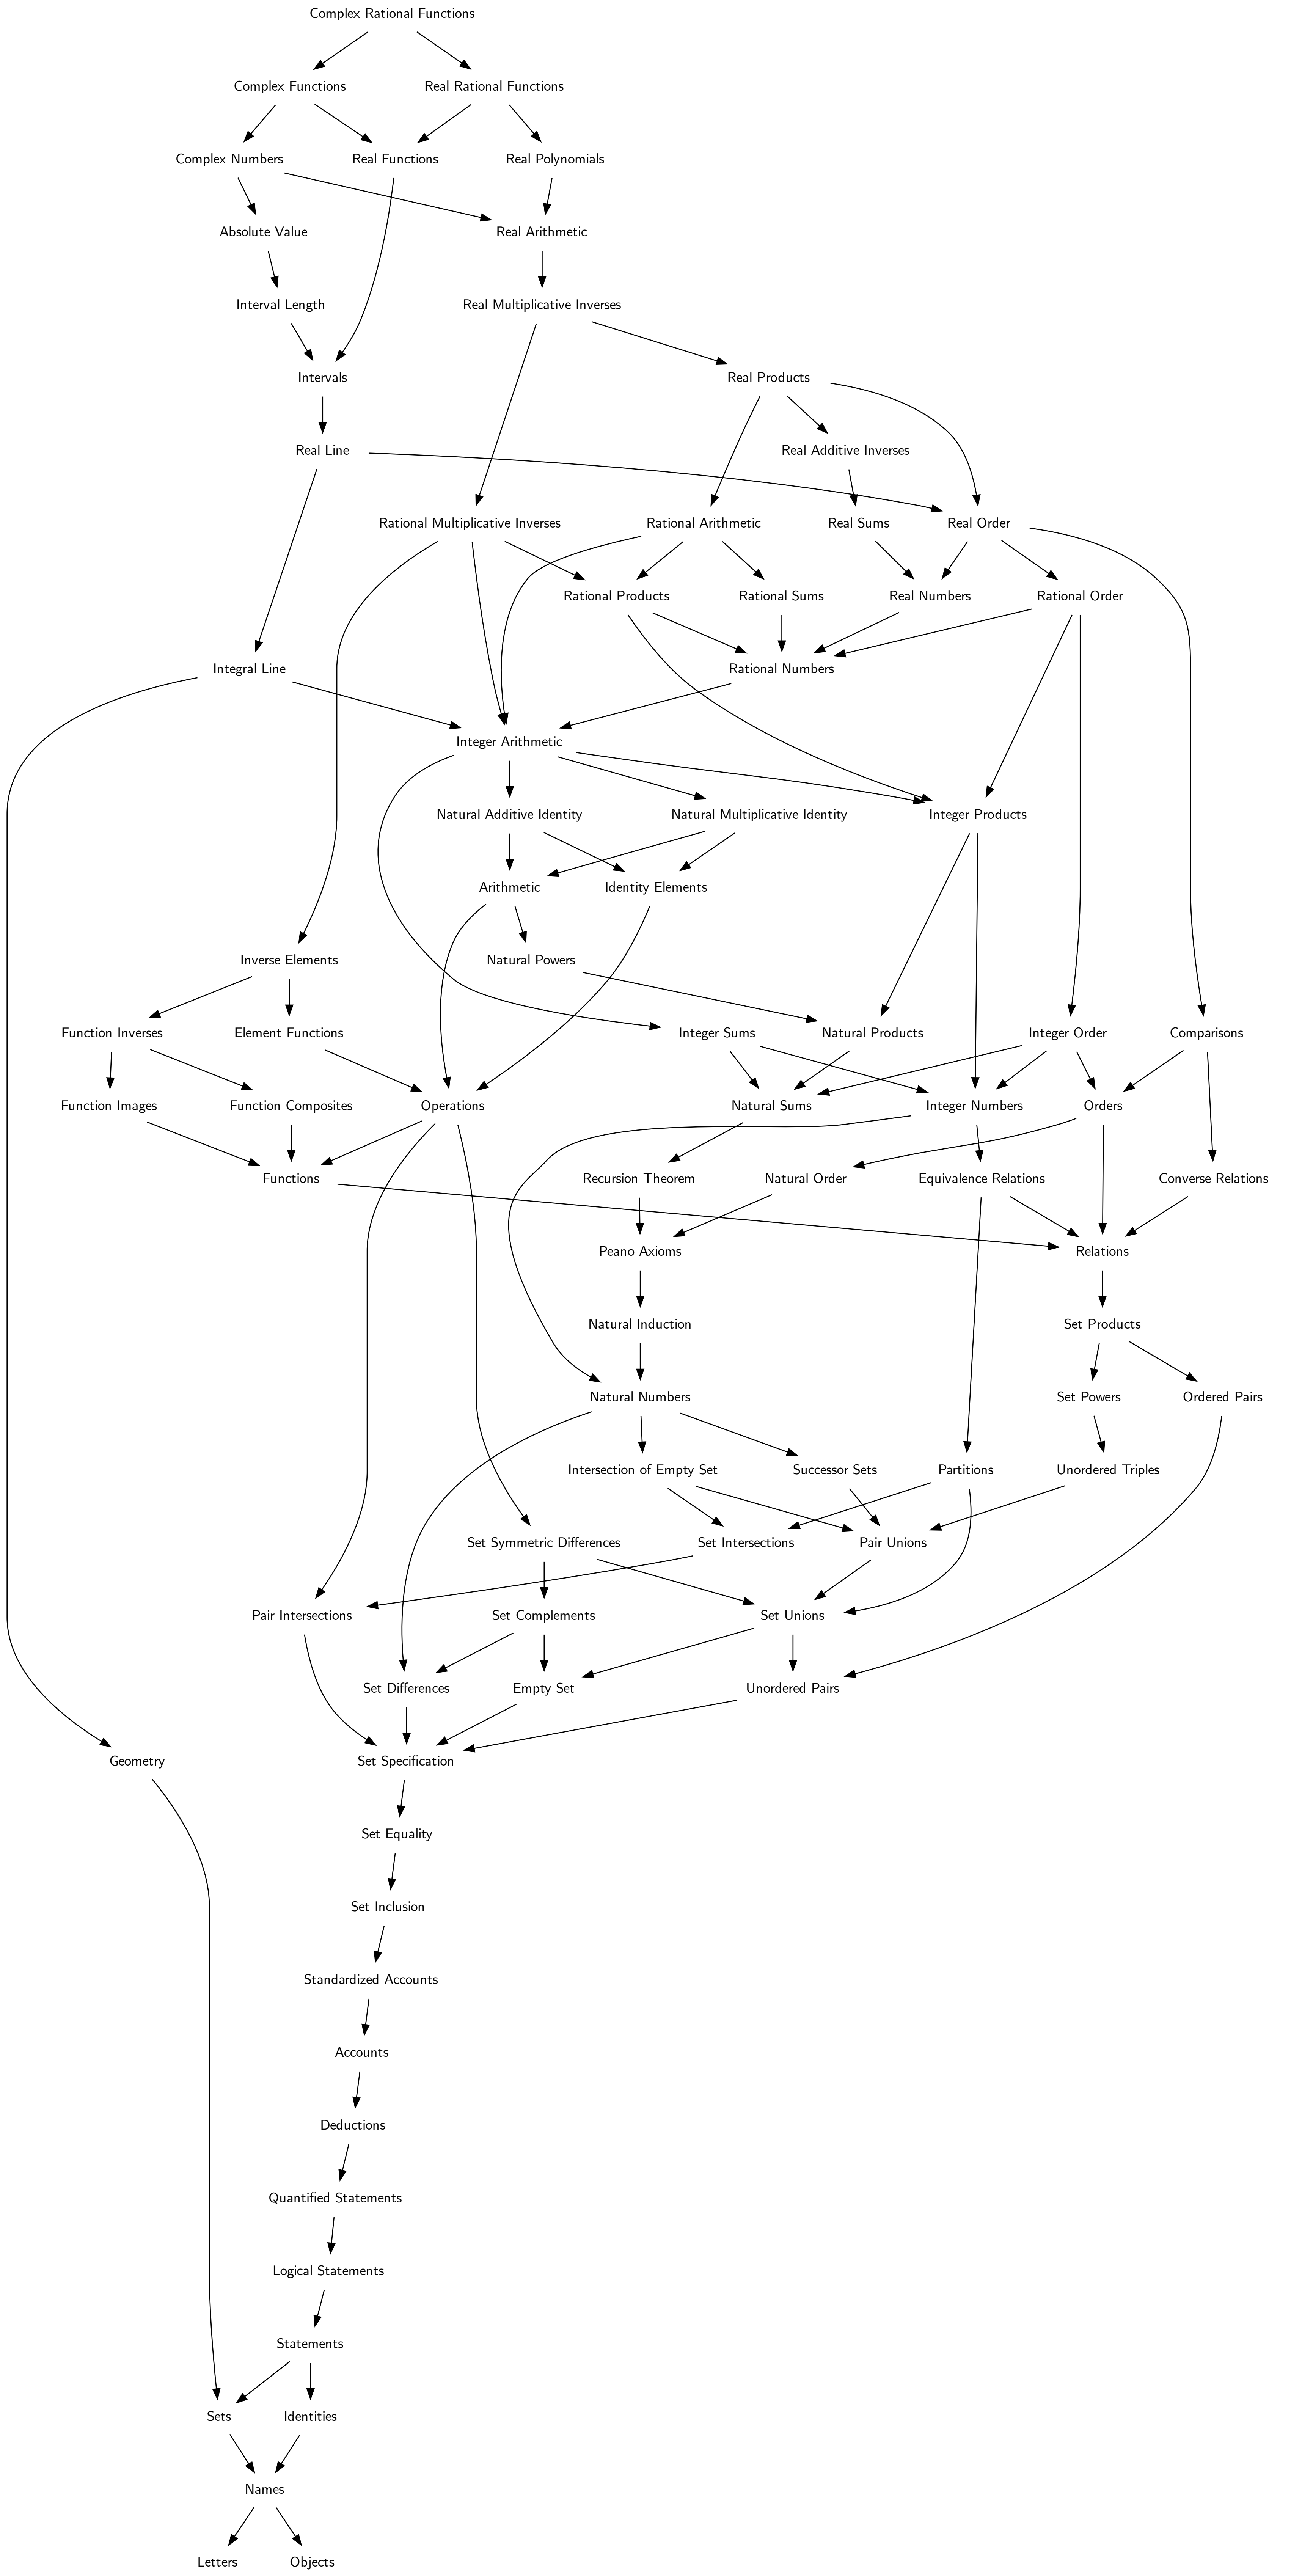 Complex Rational Functions
Complex Functions
Real Rational Functions
Complex Numbers
Real Functions
Real Polynomials
Absolute Value
Real Arithmetic
Interval Length
Real Multiplicative Inverses
Intervals
Real Products
Real Line
Real Additive Inverses
Rational Multiplicative Inverses
Rational Arithmetic
Real Sums
Real Order
Rational Products
Rational Sums
Real Numbers
Rational Order
Integral Line
Rational Numbers
Integer Arithmetic
Natural Additive Identity
Natural Multiplicative Identity
Integer Products
Arithmetic
Identity Elements
Inverse Elements
Natural Powers
Function Inverses
Element Functions
Integer Sums
Natural Products
Integer Order
Comparisons
Function Images
Function Composites
Operations
Natural Sums
Integer Numbers
Orders
Functions
Recursion Theorem
Natural Order
Equivalence Relations
Converse Relations
Peano Axioms
Relations
Natural Induction
Set Products
Natural Numbers
Set Powers
Ordered Pairs
Intersection of Empty Set
Successor Sets
Partitions
Unordered Triples
Set Symmetric Differences
Set Intersections
Pair Unions
Pair Intersections
Set Complements
Set Unions
Set Differences
Empty Set
Unordered Pairs
Geometry
Set Specification
Set Equality
Set Inclusion
Standardized Accounts
Accounts
Deductions
Quantified Statements
Logical Statements
Statements
Sets
Identities
Names
Letters
Objects